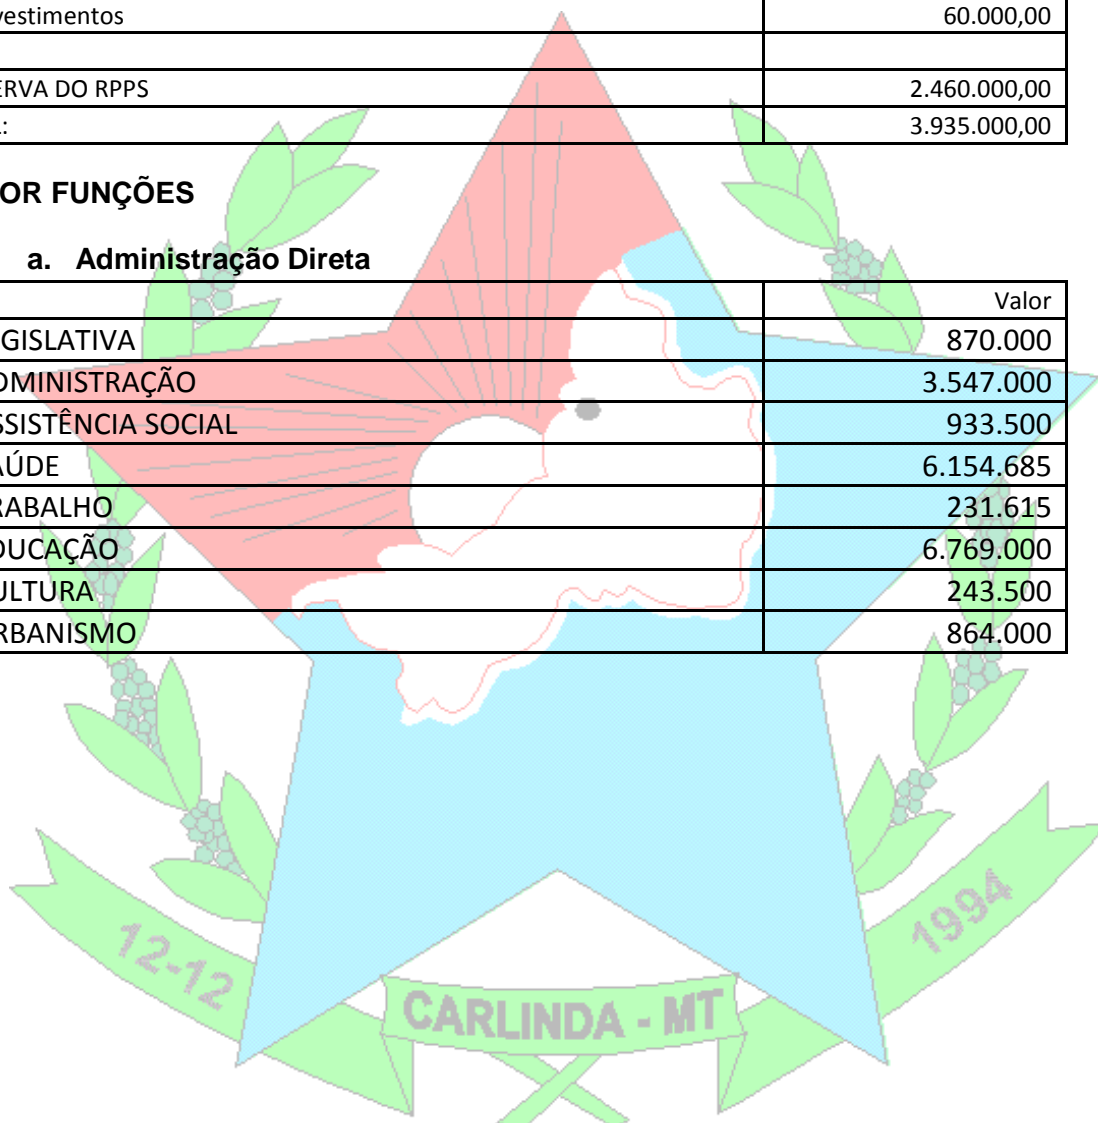 vestimentos 60.000,00
ERVA DO RPPS 2.460.000,00
: 3.935.000,00
OR FUNÇÕES
a. Administração Direta
Valor
GISLATIVA 870.000
DMINISTRAÇÃO 3.547.000
SSISTÊNCIA SOCIAL 933.500
AÚDE 6.154.685
RABALHO 231.615
DUCAÇÃO 6.769.000
ULTURA 243.500
RBANISMO 864.000
12-12
1994
CARLINDA - MT